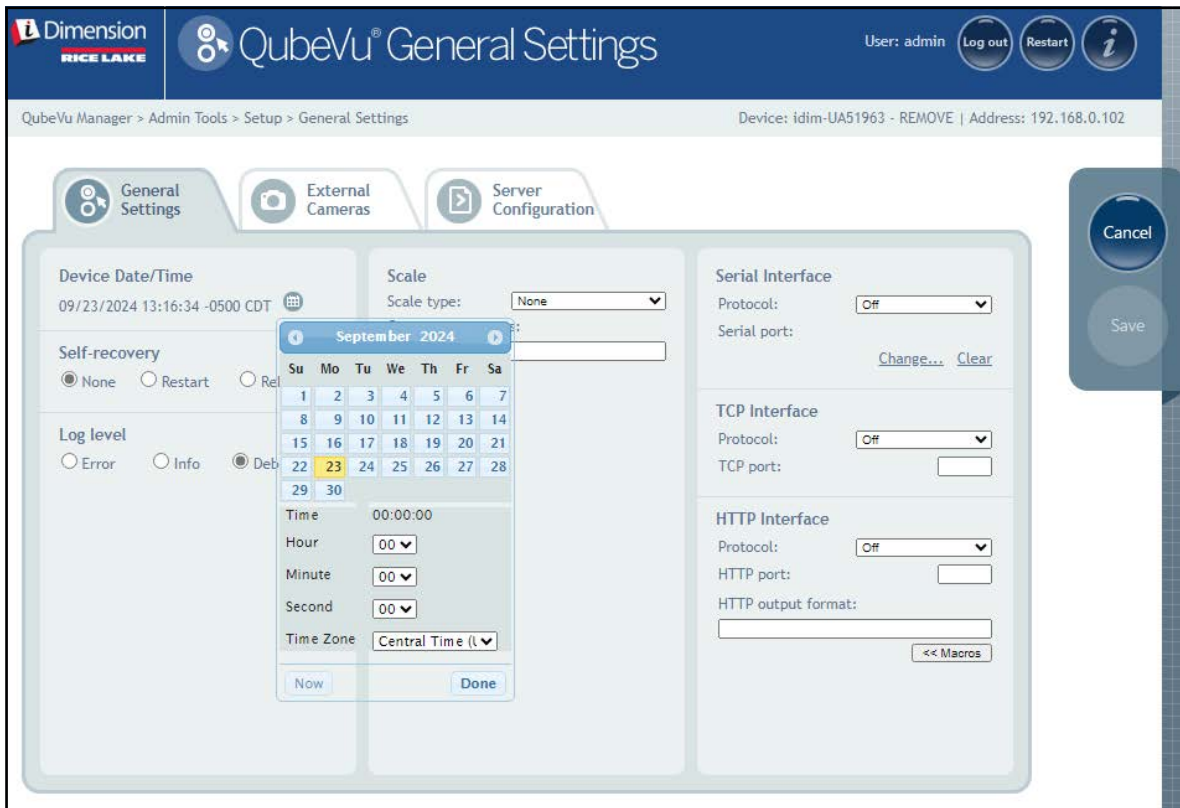 iDimension
RICE LAKE
QubeVu® General Settings
User: admin
Log out
Restart
i
QubeVu Manager > Admin Tools > Setup > General Settings
Device: idim-UA51963 - REMOVE | Address: 192.168.0.102
General
Settings
External
Cameras
Server
Configuration
Cancel
Save
Device Date/Time
09/23/2024 13:16:34 -0500 CDT
Self-recovery
None Restart
Log level
Error Info
Scale
Scale type: None
September 2024
Su Mo Tu We Th Fr Sa
1 2 3 4 5 6 7
8 9 10 11 12 13 14
15 16 17 18 19 20 21
22 23 24 25 26 27 28
29 30
Time 00:00:00
Hour 00
Minute 00
Second 00
Time Zone Central Time (
Now Done
Serial Interface
Protocol: Off
Serial port:
Change... Clear
TCP Interface
Protocol: Off
TCP port:
HTTP Interface
Protocol: Off
HTTP port:
HTTP output format:
<< Macros